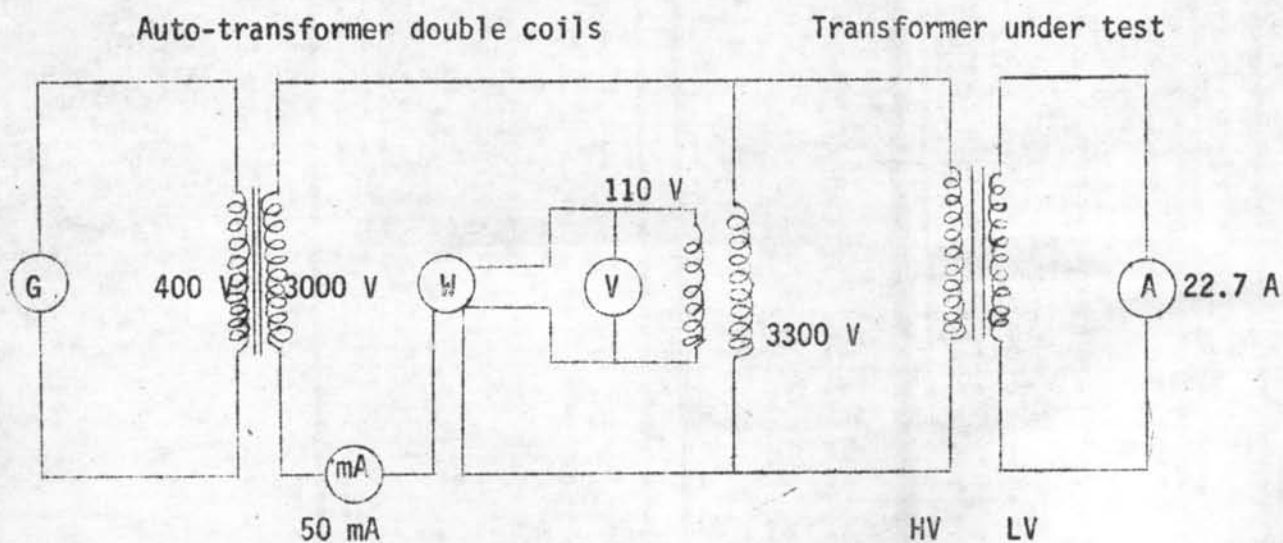 Auto-transformer double coils
Transformer under test
110 V
G
400 V
3000 V
W
V
3300 V
A
22.7 A
mA
50 mA
HV
LV